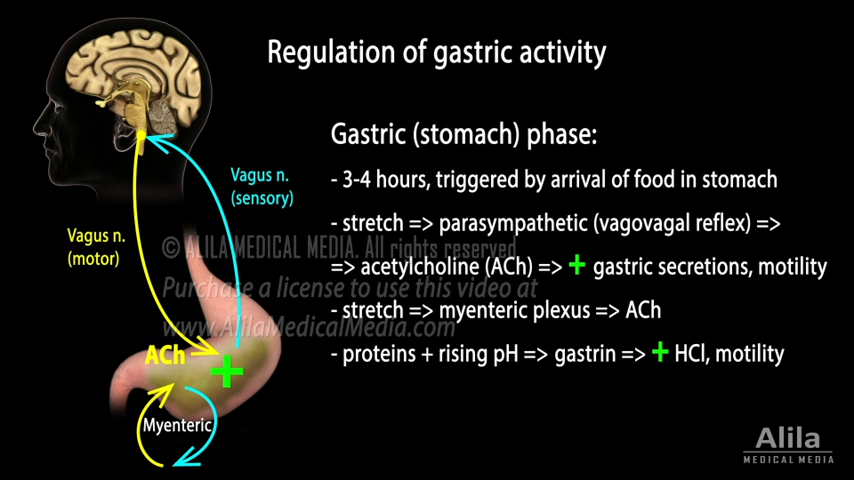 Regulation of gastric activity
Gastric (stomach) phase:
- 3-4 hours, triggered by arrival of food in stomach
- stretch => parasympathetic (vagovagal reflex) =>
=> acetylcholine (ACh) => + gastric secretions, motility
- stretch => myenteric plexus => ACh
- proteins + rising pH => gastrin => + HCl, motility
Vagus n.
(sensory)
Vagus n.
(motor)
ACh
+
Myenteric
© ALILA MEDICAL MEDIA. All rights reserved
Purchase a license to use this video at
www.AlilaMedicalMedia.com
Alila
MEDICAL MEDIA